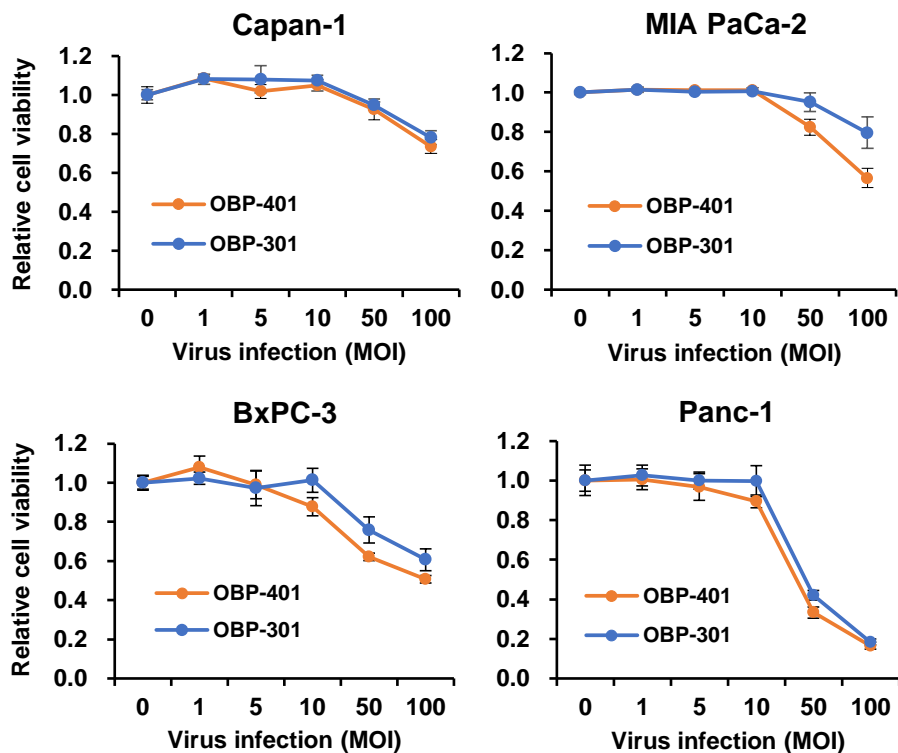 Capan-1
Relative cell viability
1.2
1.0
0.8
0.6
0.4
0.2
0.0
OBP-401
OBP-301
0 1 5 10 50 100
Virus infection (MOI)
MIA PaCa-2
1.2
1.0
0.8
0.6
0.4
0.2
0.0
OBP-401
OBP-301
0 1 5 10 50 100
Virus infection (MOI)
BxPC-3
Relative cell viability
1.2
1.0
0.8
0.6
0.4
0.2
0.0
OBP-401
OBP-301
0 1 5 10 50 100
Virus infection (MOI)
Panc-1
1.2
1.0
0.8
0.6
0.4
0.2
0.0
OBP-401
OBP-301
0 1 5 10 50 100
Virus infection (MOI)